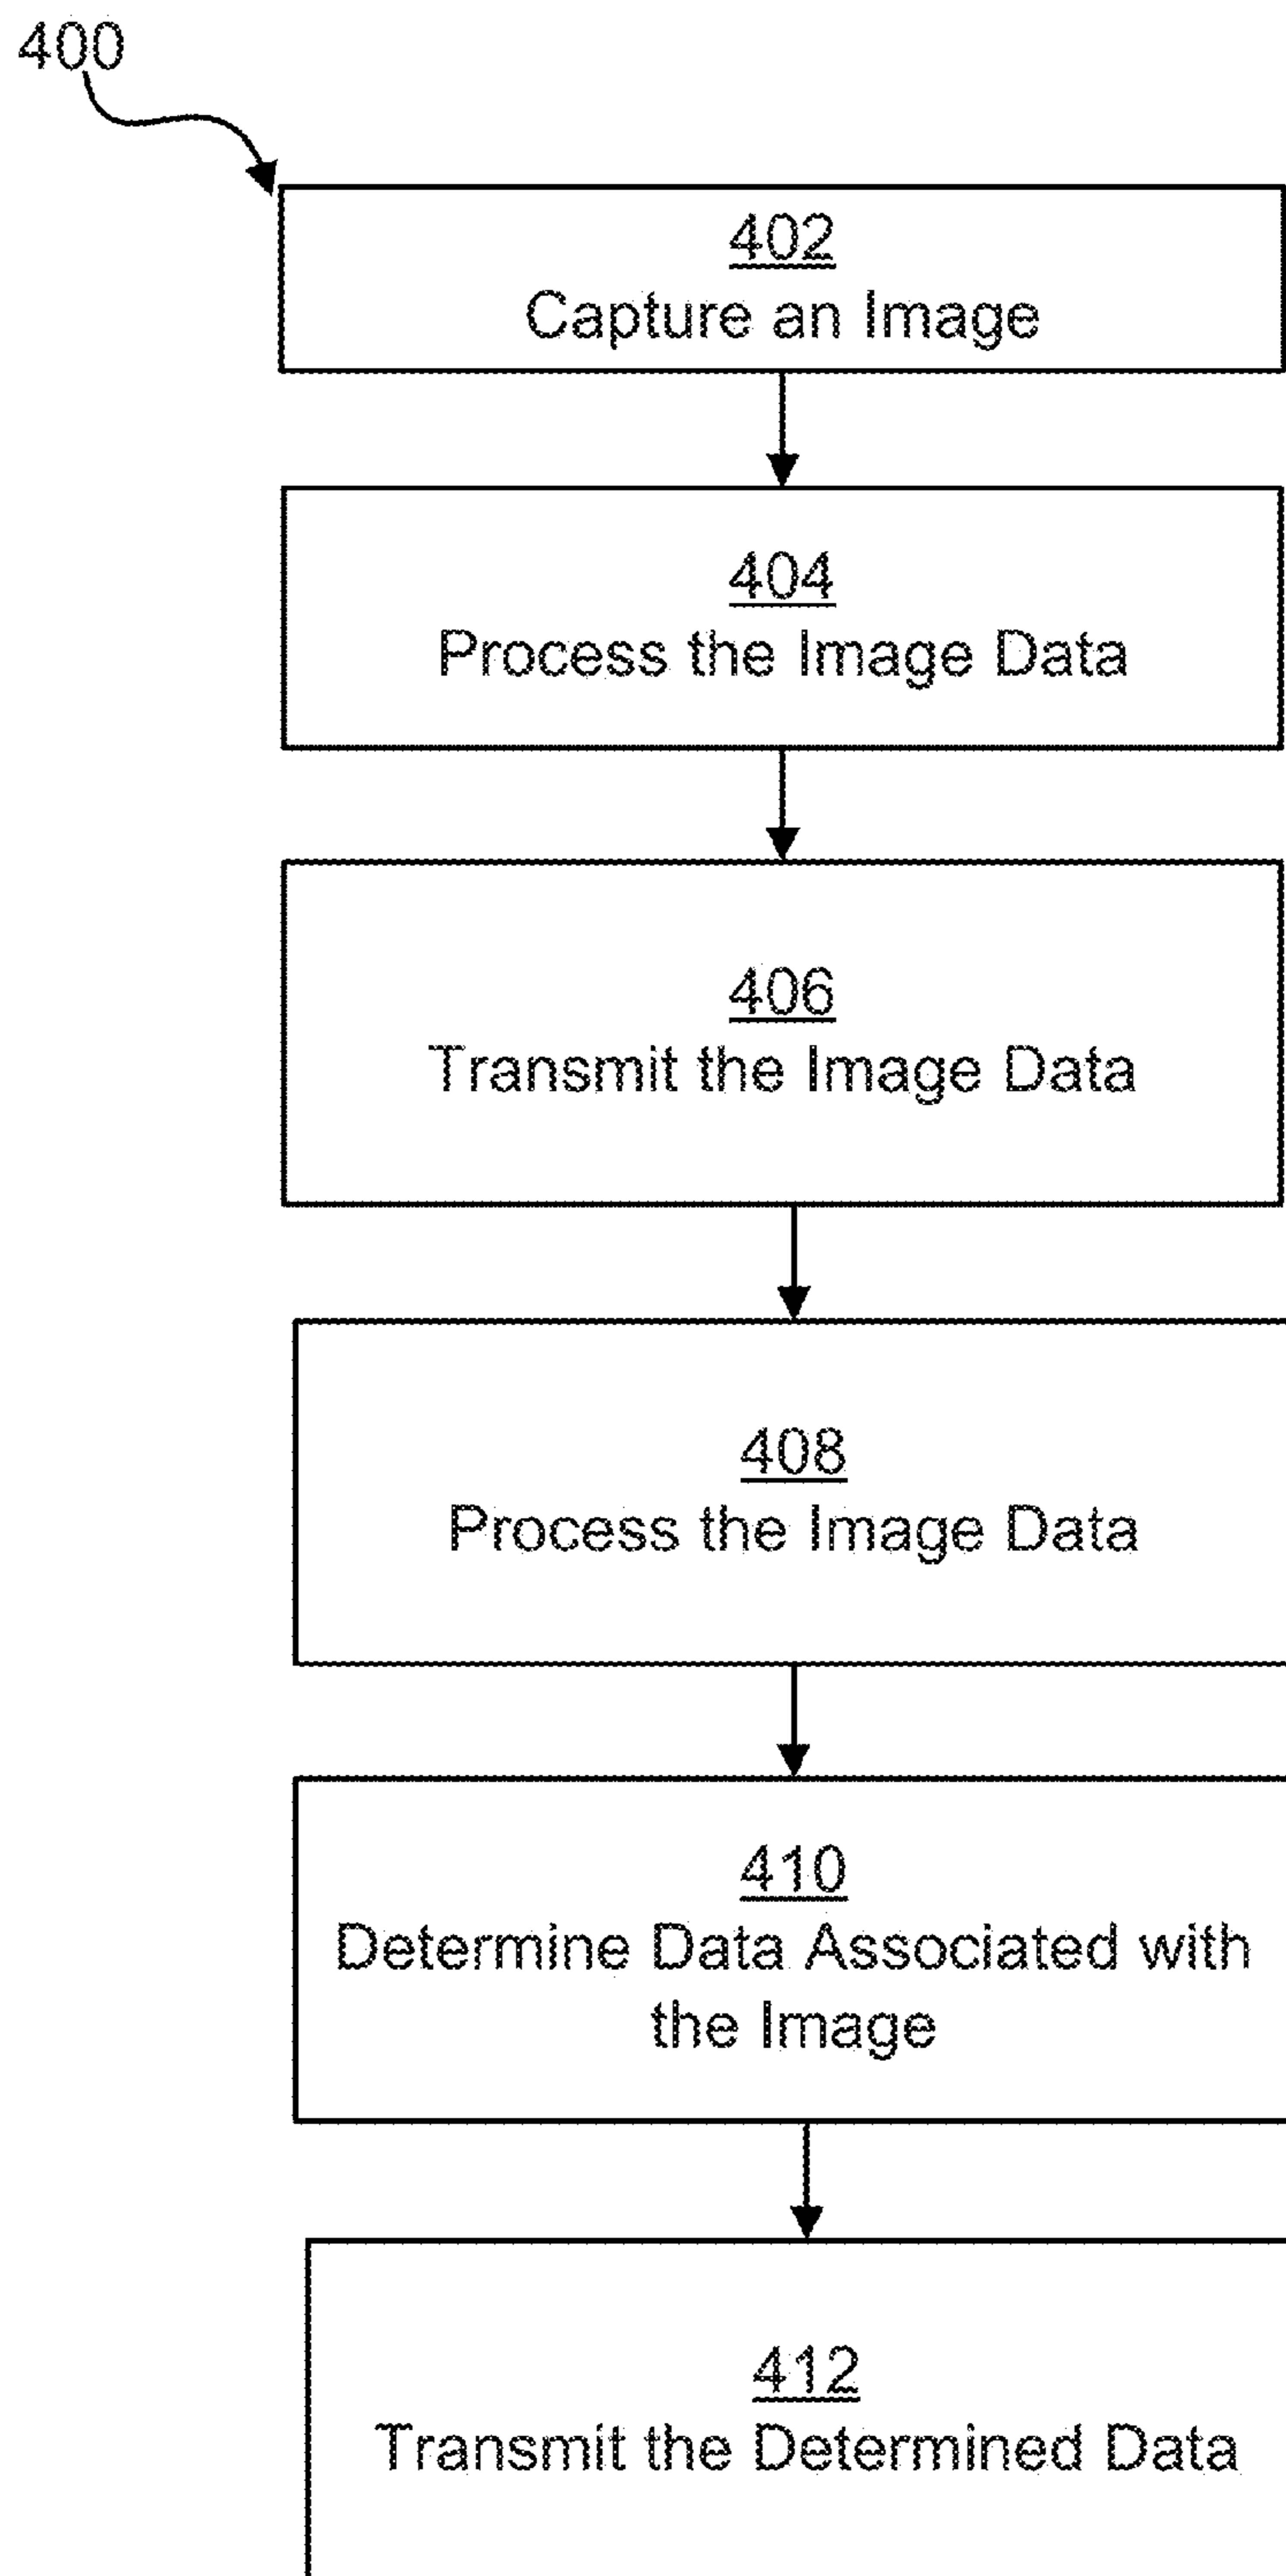 400
402
Capture an Image
404
Process the Image Data
406
Transmit the Image Data
408
Process the Image Data
410
Determine Data Associated with
the Image
412
Transmit the Determined Data